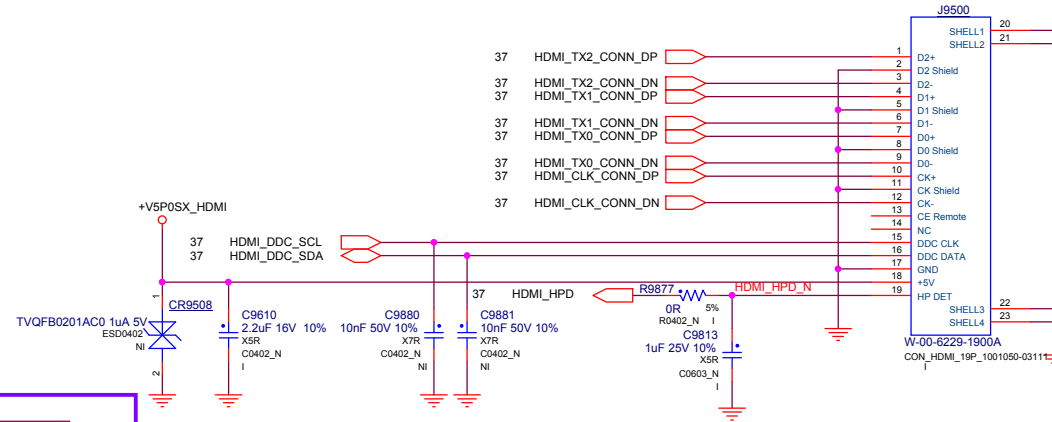 J9500
SHELL1 20
SHELL2 21
37 HDMI_TX2_CONN_DP 1 D2+
2 D2 Shield
37 HDMI_TX2_CONN_DN 3 D2-
37 HDMI_TX1_CONN_DP 4 D1+
5 D1 Shield
37 HDMI_TX1_CONN_DN 6 D1-
37 HDMI_TX0_CONN_DP 7 D0+
8 D0 Shield
37 HDMI_TX0_CONN_DN 9 D0-
37 HDMI_CLK_CONN_DP 10 CK+
11 CK Shield
37 HDMI_CLK_CONN_DN 12 CK-
+V5P0SX_HDMI
13 CE Remote
14 NC
37 HDMI_DDC_SCL 15 DDC CLK
37 HDMI_DDC_SDA 16 DDC DATA
17 GND
18 +5V
37 HDMI_HPD R9877 HDMI_HPD_N 19 HP DET
0R 5%
R0402_N I
SHELL3 22
SHELL4 23
W-00-6229-1900A
CON_HDMI_19P_1001050-03111
I
1
CR9508
TVQFB0201AC0 1uA 5V
ESD0402
NI
2
C9610
2.2uF 16V 10%
X5R
C0402_N
I
C9880
10nF 50V 10%
X7R
C0402_N
NI
C9881
10nF 50V 10%
X7R
C0402_N
NI
C9813
1uF 25V 10%
X5R
C0603_N
I